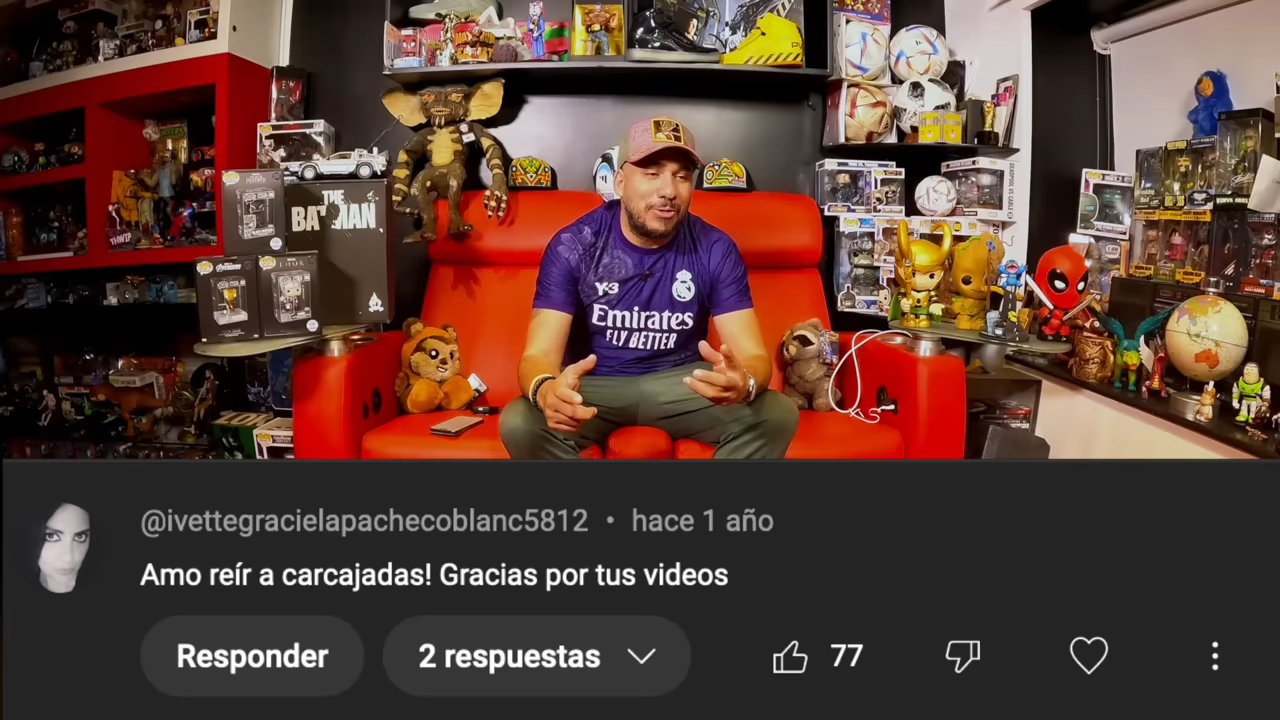 THE
BATMAN
THWIP
Y-3
Emirates
FLY BETTER
@ivettegracielapachecoblanc5812 • hace 1 año
Amo reír a carcajadas! Gracias por tus videos
Responder
2 respuestas
77